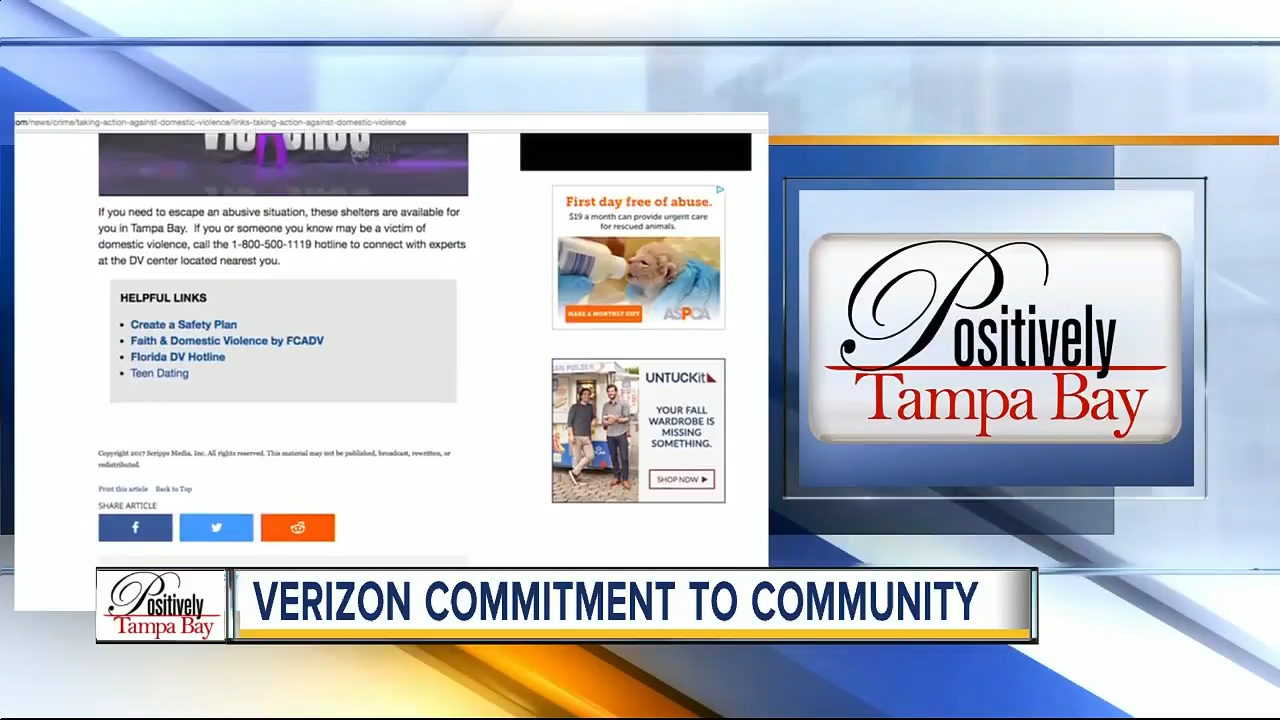 om/news/crime/taking-action-against-domestic-violence/links-taking-action-against-domestic-violence
If you need to escape an abusive situation, these shelters are available for
you in Tampa Bay. If you or someone you know may be a victim of
domestic violence, call the 1-800-500-1119 hotline to connect with experts
at the DV center located nearest you.
HELPFUL LINKS
• Create a Safety Plan
• Faith & Domestic Violence by FCADV
• Florida DV Hotline
• Teen Dating
Copyright 2017 Scripps Media, Inc. All rights reserved. This material may not be published, broadcast, rewritten, or
redistributed.
Print this article Back to Top
SHARE ARTICLE
First day free of abuse.
$19 a month can provide urgent care
for rescued animals.
MAKE A MONTHLY GIFT
ASPCA
UNTUCKit
YOUR FALL
WARDROBE IS
MISSING
SOMETHING.
SHOP NOW ▶
Positively
Tampa Bay
Positively
Tampa Bay
VERIZON COMMITMENT TO COMMUNITY